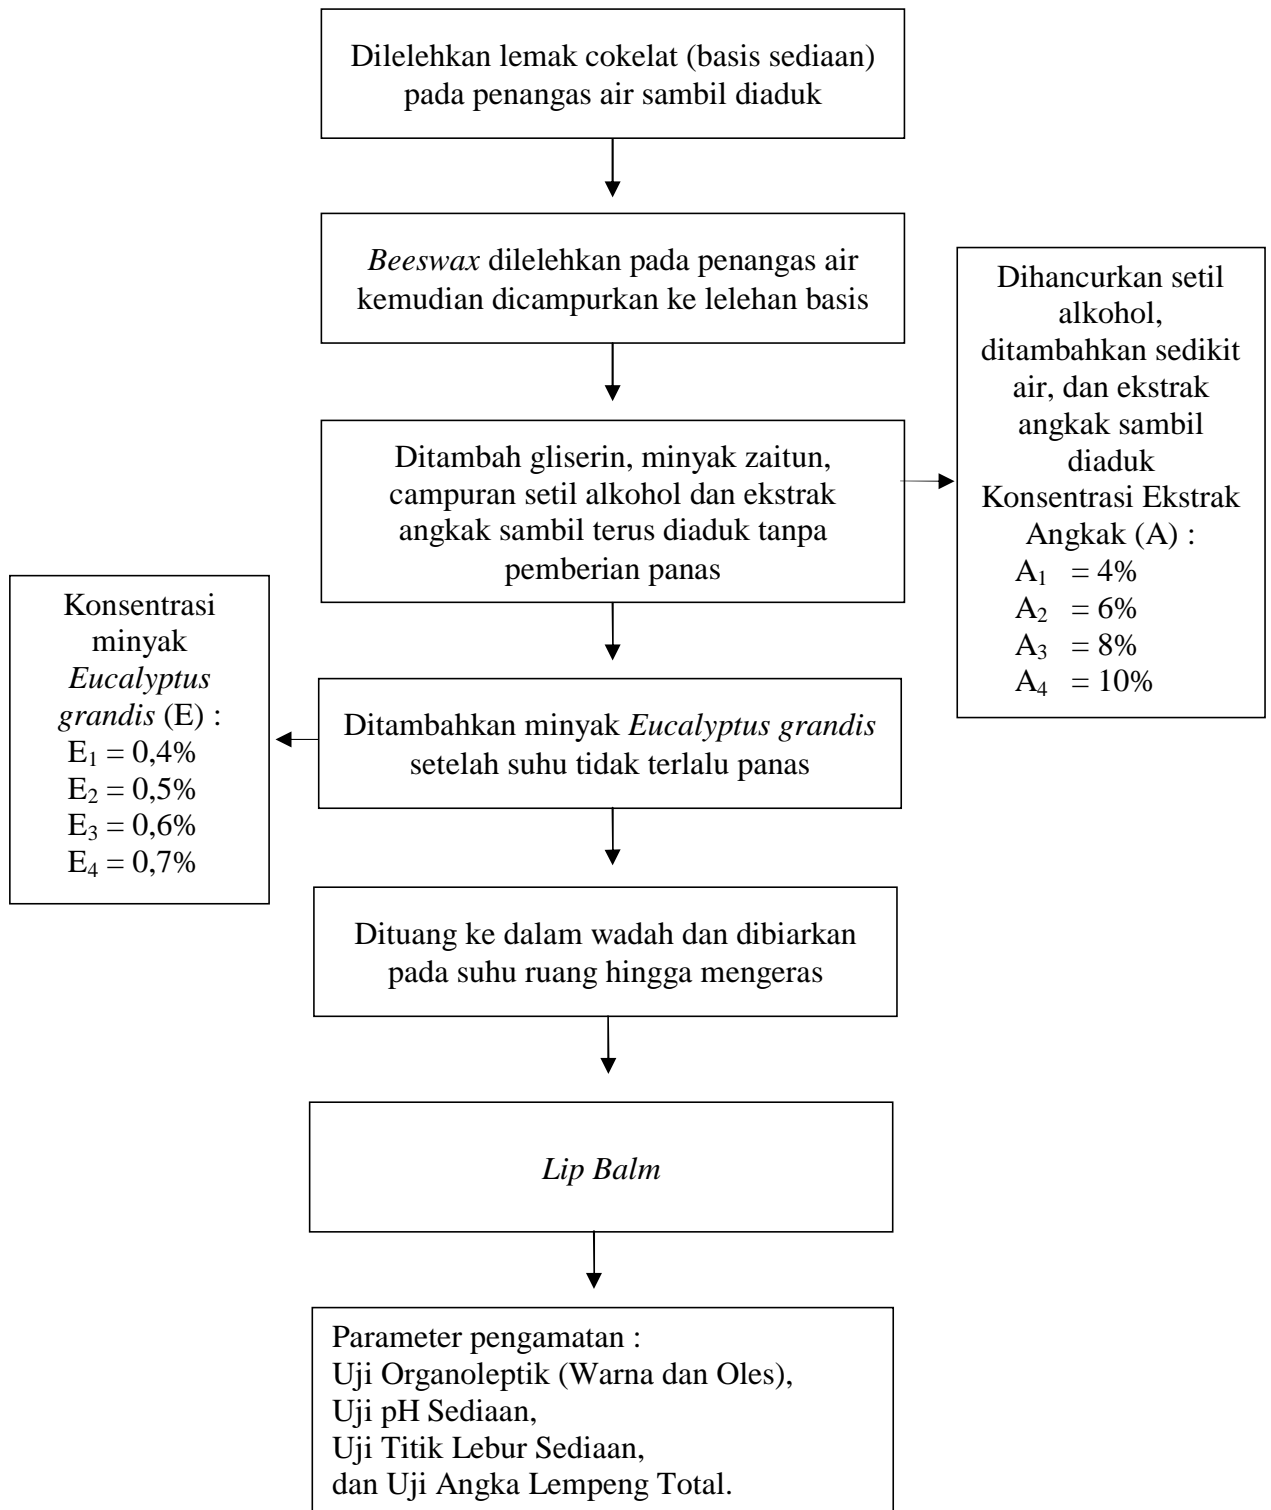 Dilelehkan lemak cokelat (basis sediaan)
pada penangas air sambil diaduk
Beeswax dilelehkan pada penangas air
kemudian dicampurkan ke lelehan basis
Ditambah gliserin, minyak zaitun,
campuran setil alkohol dan ekstrak
angkak sambil terus diaduk tanpa
pemberian panas
Dihancurkan setil
alkohol,
ditambahkan sedikit
air, dan ekstrak
angkak sambil
diaduk
Konsentrasi Ekstrak
Angkak (A) :
A₁ = 4%
A₂ = 6%
A₃ = 8%
A₄ = 10%
Ditambahkan minyak Eucalyptus grandis
setelah suhu tidak terlalu panas
Konsentrasi
minyak
Eucalyptus
grandis (E) :
E₁ = 0,4%
E₂ = 0,5%
E₃ = 0,6%
E₄ = 0,7%
Dituang ke dalam wadah dan dibiarkan
pada suhu ruang hingga mengeras
Lip Balm
Parameter pengamatan :
Uji Organoleptik (Warna dan Oles),
Uji pH Sediaan,
Uji Titik Lebur Sediaan,
dan Uji Angka Lempeng Total.